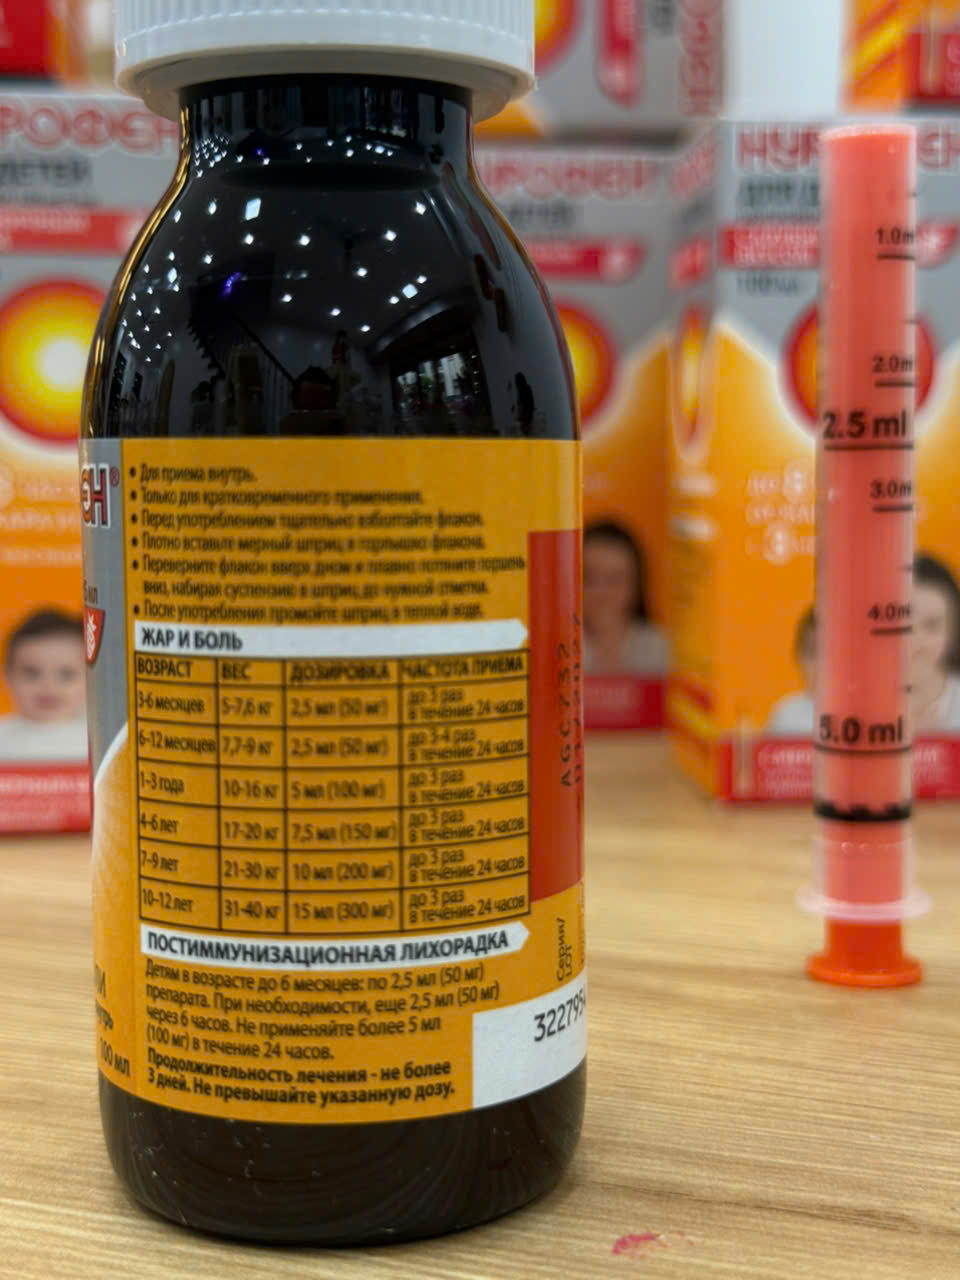 НУРОФЕН
• Для приема внутрь.
• Только для кратковременного применения.
• Перед употреблением тщательно взболтайте флакон.
• Плотно вставьте мерный шприц в горлышко флакона.
• Переверните флакон вверх дном и плавно потяните поршень
вниз, набирая суспензию в шприц до нужной отметки.
• После употребления промойте шприц в теплой воде.
ЖАР И БОЛЬ
ВОЗРАСТ ВЕС ДОЗИРОВКА ЧАСТОТА ПРИЕМА
3-6 месяцев 5-7,6 кг 2,5 мл (50 мг) до 3 раз в течение 24 часов
6-12 месяцев 7,7-9 кг 2,5 мл (50 мг) до 3-4 раз в течение 24 часов
1-3 года 10-16 кг 5 мл (100 мг) до 3 раз в течение 24 часов
4-6 лет 17-20 кг 7,5 мл (150 мг) до 3 раз в течение 24 часов
7-9 лет 21-30 кг 10 мл (200 мг) до 3 раз в течение 24 часов
10-12 лет 31-40 кг 15 мл (300 мг) до 3 раз в течение 24 часов
ПОСТИММУНИЗАЦИОННАЯ ЛИХОРАДКА
Детям в возрасте до 6 месяцев: по 2,5 мл (50 мг)
препарата. При необходимости, еще 2,5 мл (50 мг)
через 6 часов. Не применяйте более 5 мл
(100 мг) в течение 24 часов.
Продолжительность лечения - не более
3 дней. Не превышайте указанную дозу.
100 мл
AGC732
Серия/
LOT
322795
1.0m
2.0m
2.5 ml
3.0m
4.0m
5.0 ml